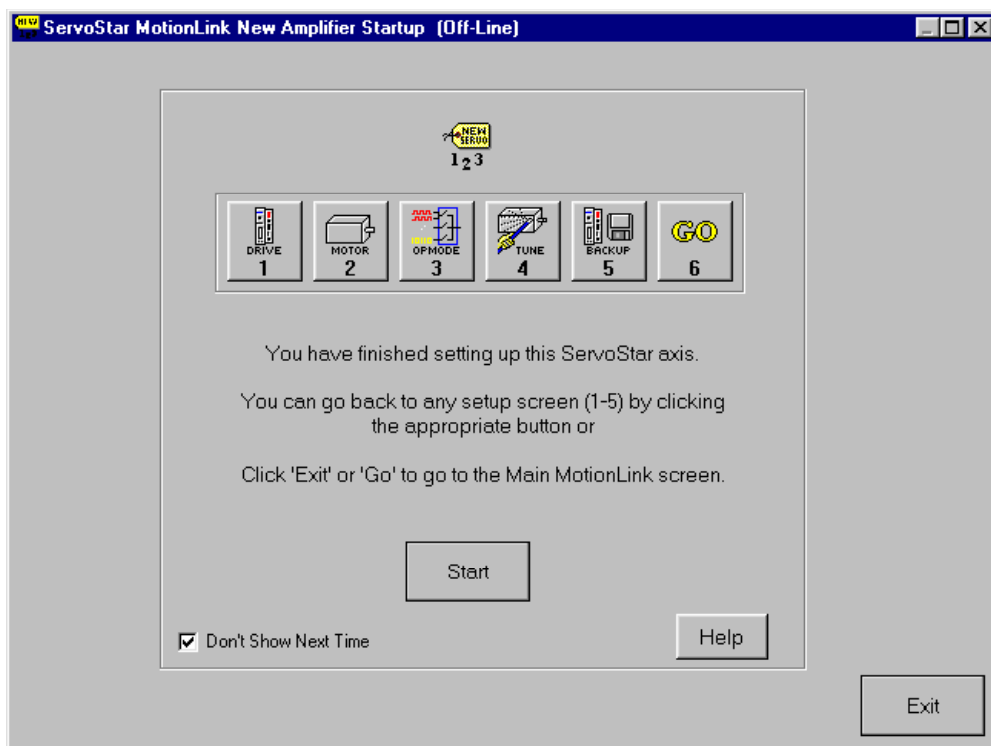 ServoStar MotionLink New Amplifier Startup (Off-Line)
NEW
SERVO
1 2 3
DRIVE
1
MOTOR
2
OPMODE
3
TUNE
4
BACKUP
5
GO
6
You have finished setting up this ServoStar axis.
You can go back to any setup screen (1-5) by clicking
the appropriate button or
Click 'Exit' or 'Go' to go to the Main MotionLink screen.
Start
Don't Show Next Time
Help
Exit